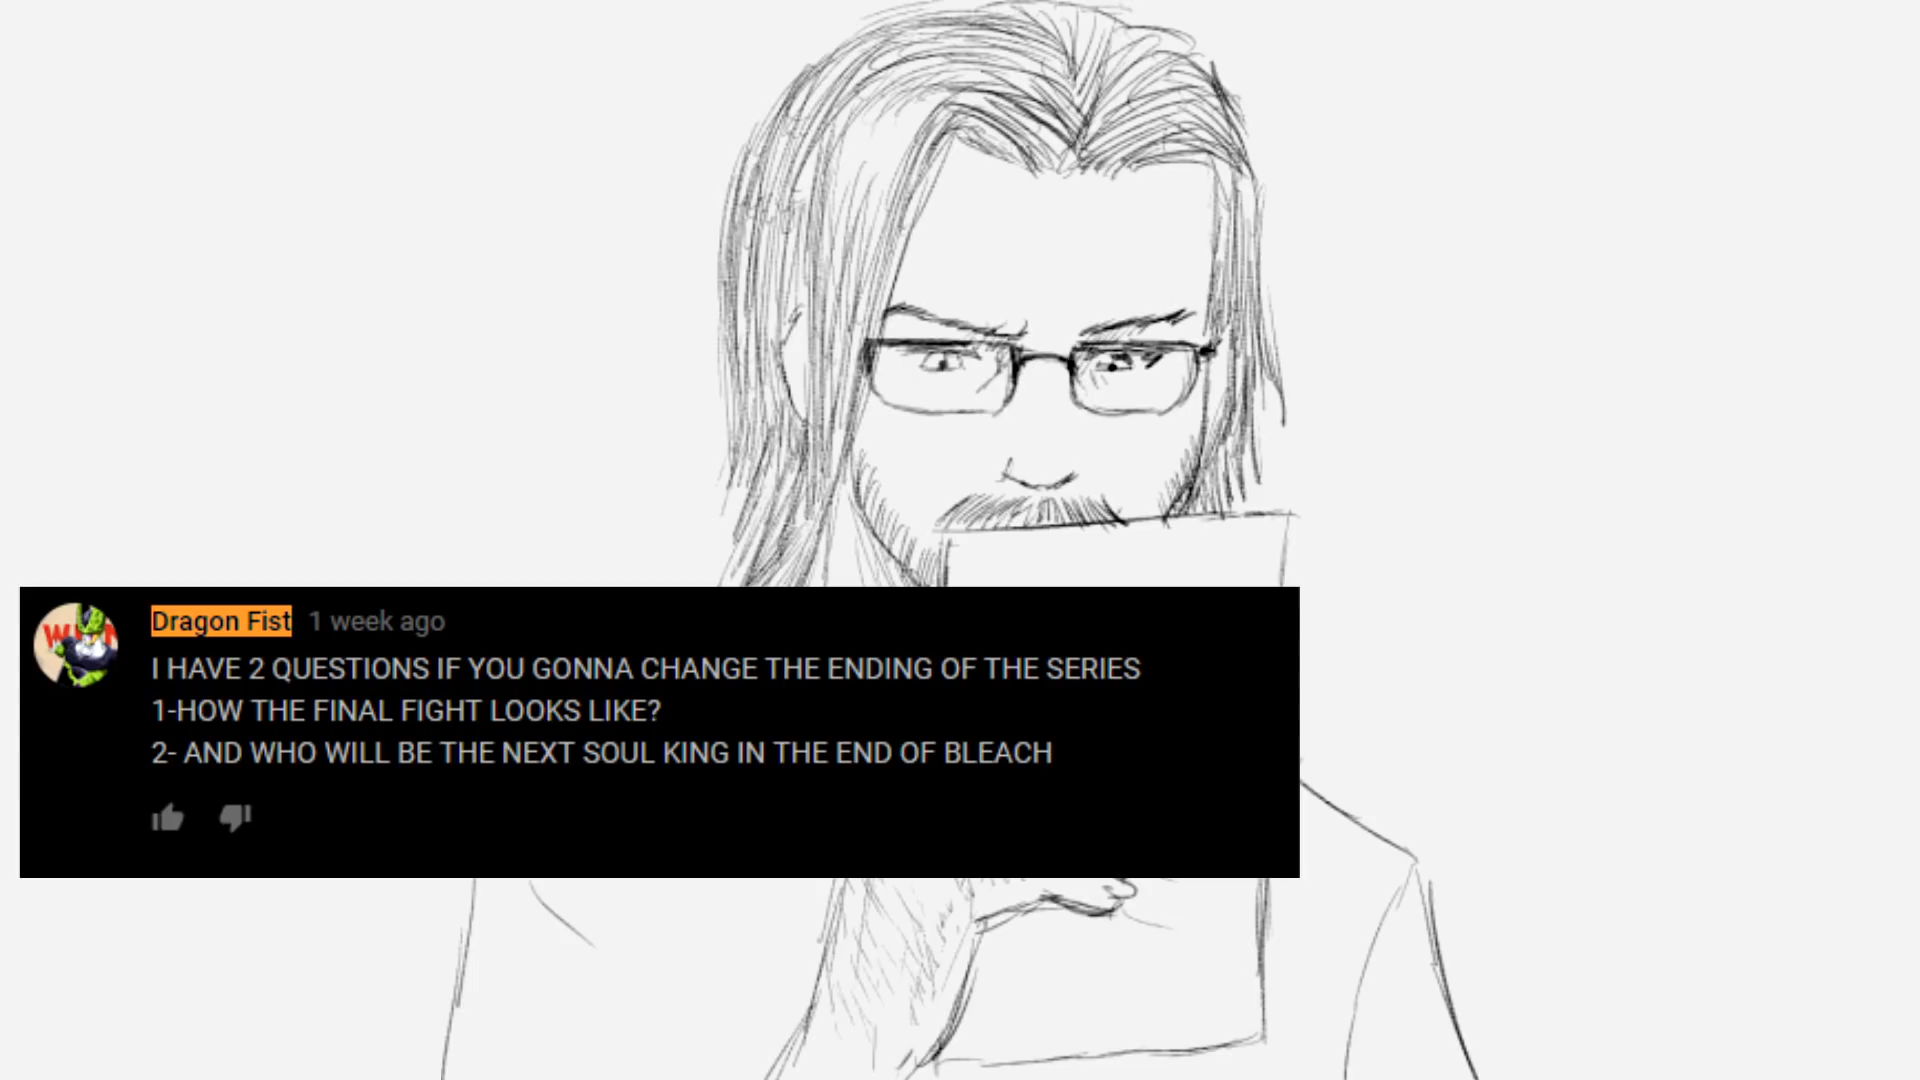 Dragon Fist 1 week ago
I HAVE 2 QUESTIONS IF YOU GONNA CHANGE THE ENDING OF THE SERIES
1-HOW THE FINAL FIGHT LOOKS LIKE?
2- AND WHO WILL BE THE NEXT SOUL KING IN THE END OF BLEACH